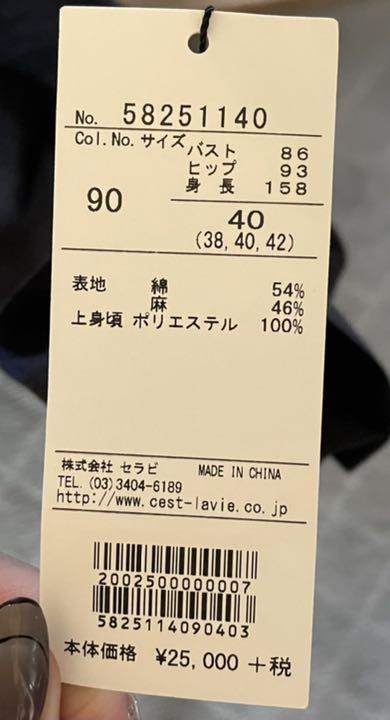 No. 58251140
Col.No. サイズ バスト 86
ヒップ 93
身長 158
90
40
(38,40,42)
表地 綿 54%
麻 46%
上身頃 ポリエステル 100%
株式会社 セラビ MADE IN CHINA
TEL. (03)3404-6189
http://www.cest-lavie.co.jp
2002500000007
5825114090403
本体価格 ¥25,000 +税